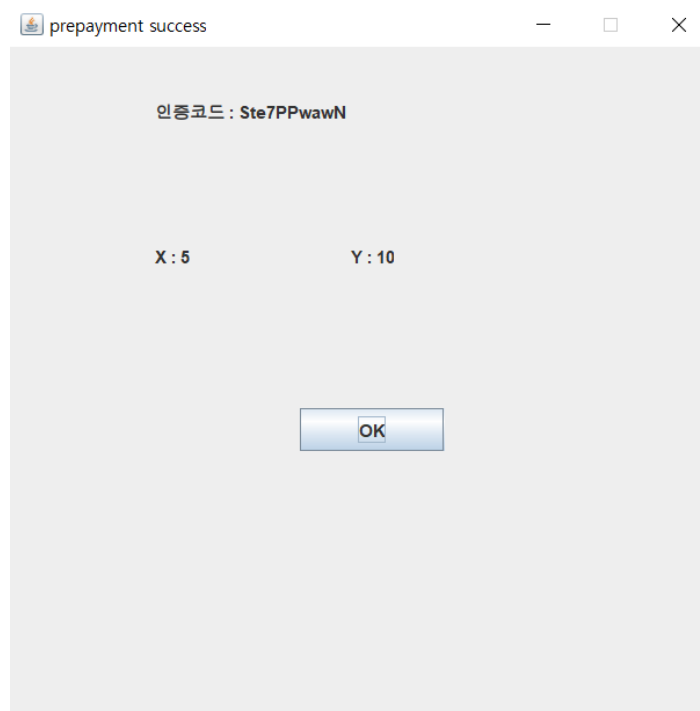 prepayment success
인증코드 : Ste7PPwawN
X : 5 Y : 10
OK